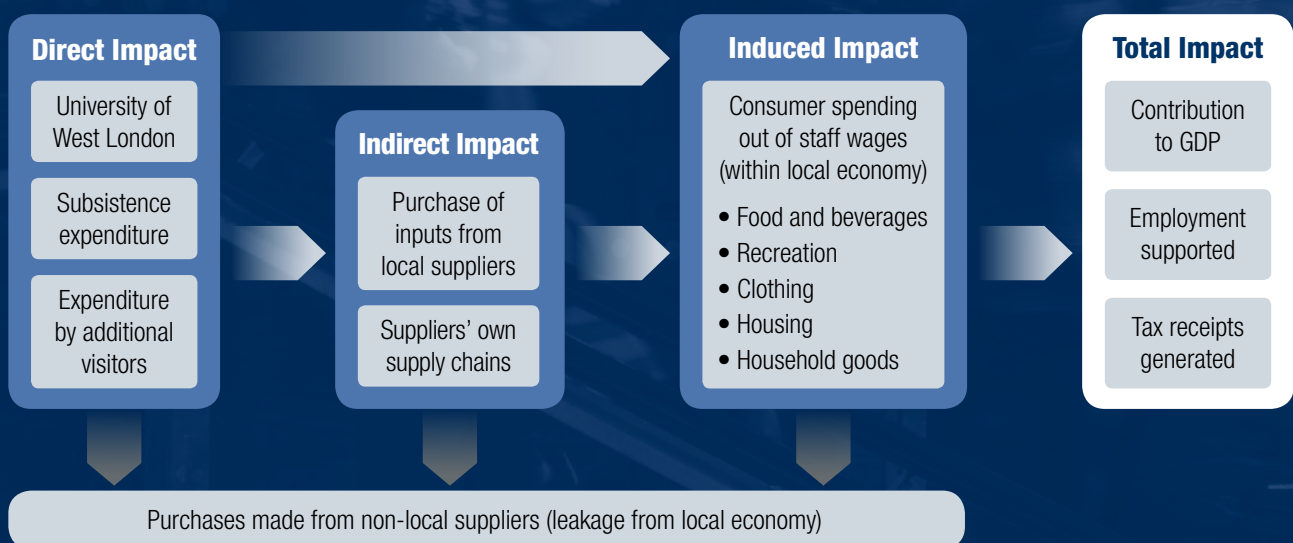 Direct Impact
University of
West London
Subsistence
expenditure
Expenditure
by additional
visitors
Indirect Impact
Purchase of
inputs from
local suppliers
Suppliers’ own
supply chains
Induced Impact
Consumer spending
out of staff wages
(within local economy)
• Food and beverages
• Recreation
• Clothing
• Housing
• Household goods
Total Impact
Contribution
to GDP
Employment
supported
Tax receipts
generated
Purchases made from non-local suppliers (leakage from local economy)